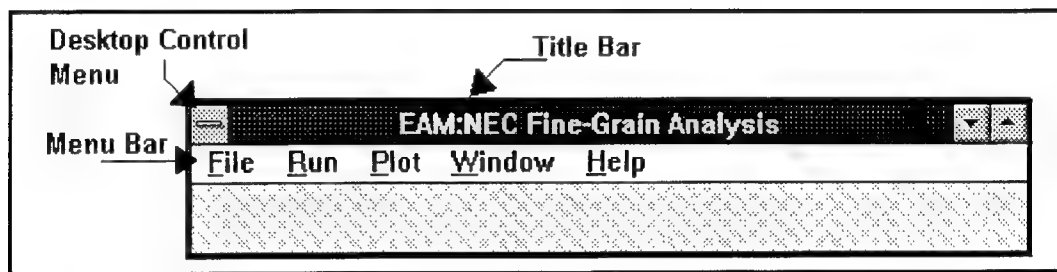 Desktop Control
Menu
Title Bar
EAM:NEC Fine-Grain Analysis
Menu Bar
File Run Plot Window Help